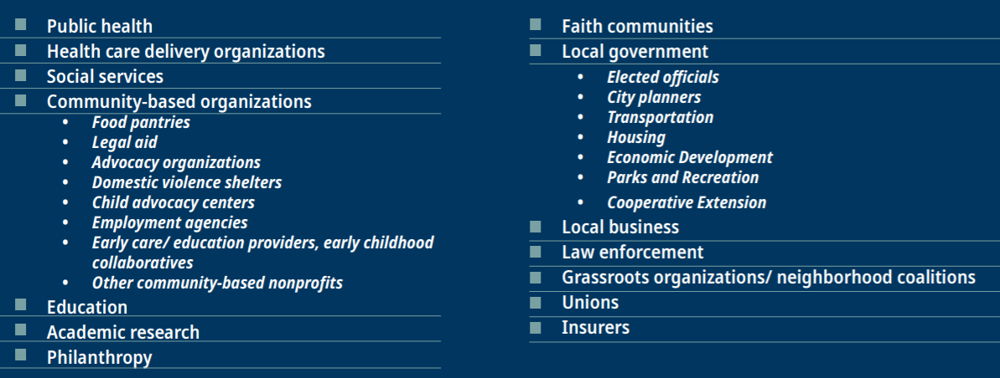 Public health
Health care delivery organizations
Social services
Community-based organizations
• Food pantries
• Legal aid
• Advocacy organizations
• Domestic violence shelters
• Child advocacy centers
• Employment agencies
• Early care/ education providers, early childhood
collaboratives
• Other community-based nonprofits
Education
Academic research
Philanthropy
Faith communities
Local government
• Elected officials
• City planners
• Transportation
• Housing
• Economic Development
• Parks and Recreation
• Cooperative Extension
Local business
Law enforcement
Grassroots organizations/ neighborhood coalitions
Unions
Insurers